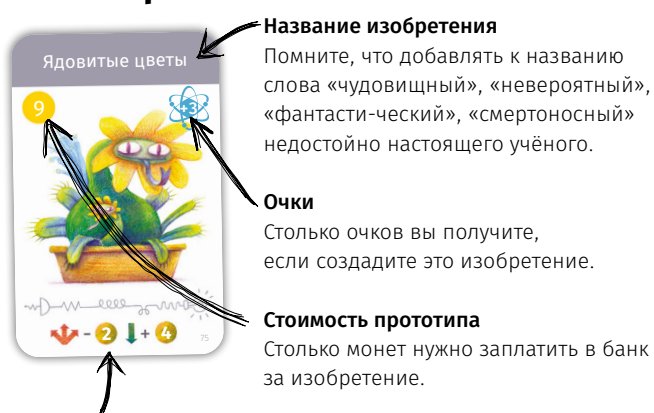 Ядовитые цветы
9
+3
- 2 + 4
75
Название изобретения
Помните, что добавлять к названию
слова «чудовищный», «невероятный»,
«фантасти-ческий», «смертоносный»
недостойно настоящего учёного.
Очки
Столько очков вы получите,
если создадите это изобретение.
Стоимость прототипа
Столько монет нужно заплатить в банк
за изобретение.